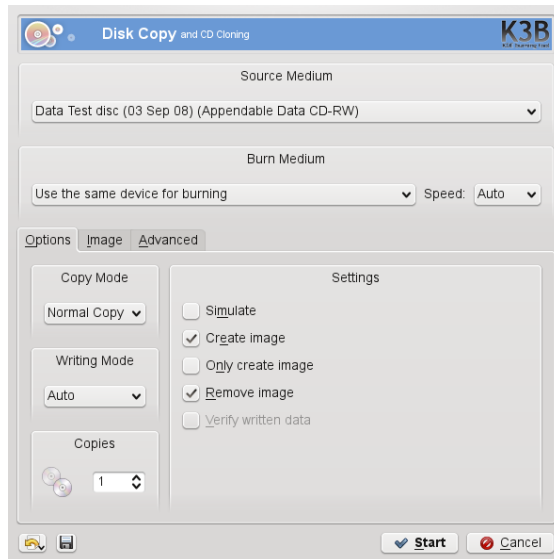 Disk Copy and CD Cloning
K3B
Source Medium
Data Test disc (03 Sep 08) (Appendable Data CD-RW)
Burn Medium
Use the same device for burning Speed: Auto
Options Image Advanced
Copy Mode
Normal Copy
Writing Mode
Auto
Copies
1
Settings
Simulate
Create image
Only create image
Remove image
Verify written data
Start Cancel